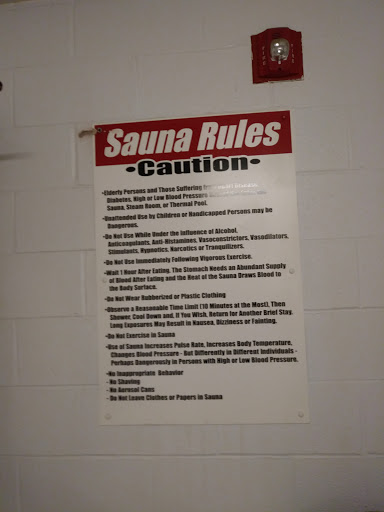 FIRE FIRE
Sauna Rules
•Caution•
•Elderly Persons and Those Suffering from Heart Disease,
Diabetes, High or Low Blood Pressure
Sauna, Steam Room, or Thermal Pool.
•Unattended Use by Children or Handicapped Persons may be
Dangerous.
•Do Not Use While Under the Influence of Alcohol,
Anticoagulants, Anti-Histamines, Vasoconstrictors, Vasodilators,
Stimulants, Hypnotics, Narcotics or Tranquilizers.
•Do Not Use Immediately Following Vigorous Exercise.
•Wait 1 Hour After Eating. The Stomach Needs an Abundant Supply
of Blood After Eating and the Heat of the Sauna Draws Blood to
the Body Surface.
•Do Not Wear Rubberized or Plastic Clothing
•Observe a Reasonable Time Limit (10 Minutes at the Most), Then
Shower, Cool Down and, If You Wish, Return for Another Brief Stay.
Long Exposures May Result in Nausea, Dizziness or Fainting.
•Do Not Exercise in Sauna
•Use of Sauna Increases Pulse Rate, Increases Body Temperature,
Changes Blood Pressure - But Differently in Different Individuals -
Perhaps Dangerously in Persons with High or Low Blood Pressure.
•No Inappropriate Behavior
- No Shaving
- No Aerosol Cans
- Do Not Leave Clothes or Papers in Sauna